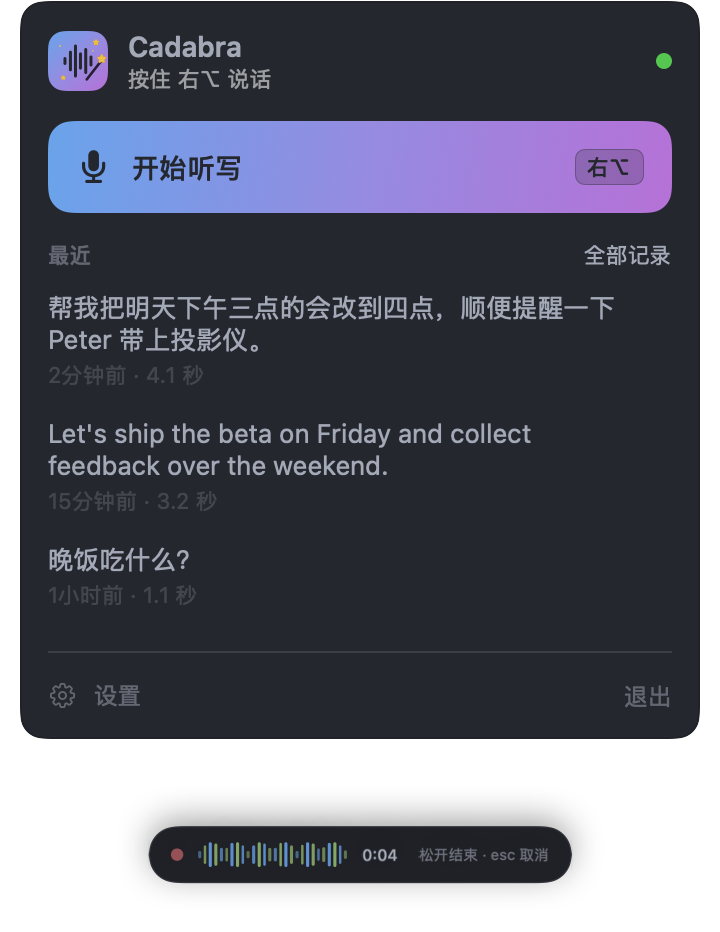 Cadabra
按住 右⌥ 说话
开始听写
右⌥
最近
全部记录
帮我把明天下午三点的会改到四点，顺便提醒一下
Peter 带上投影仪。
2分钟前 · 4.1 秒
Let's ship the beta on Friday and collect
feedback over the weekend.
15分钟前 · 3.2 秒
晚饭吃什么?
1小时前 · 1.1 秒
设置
退出
0:04
松开结束 · esc 取消